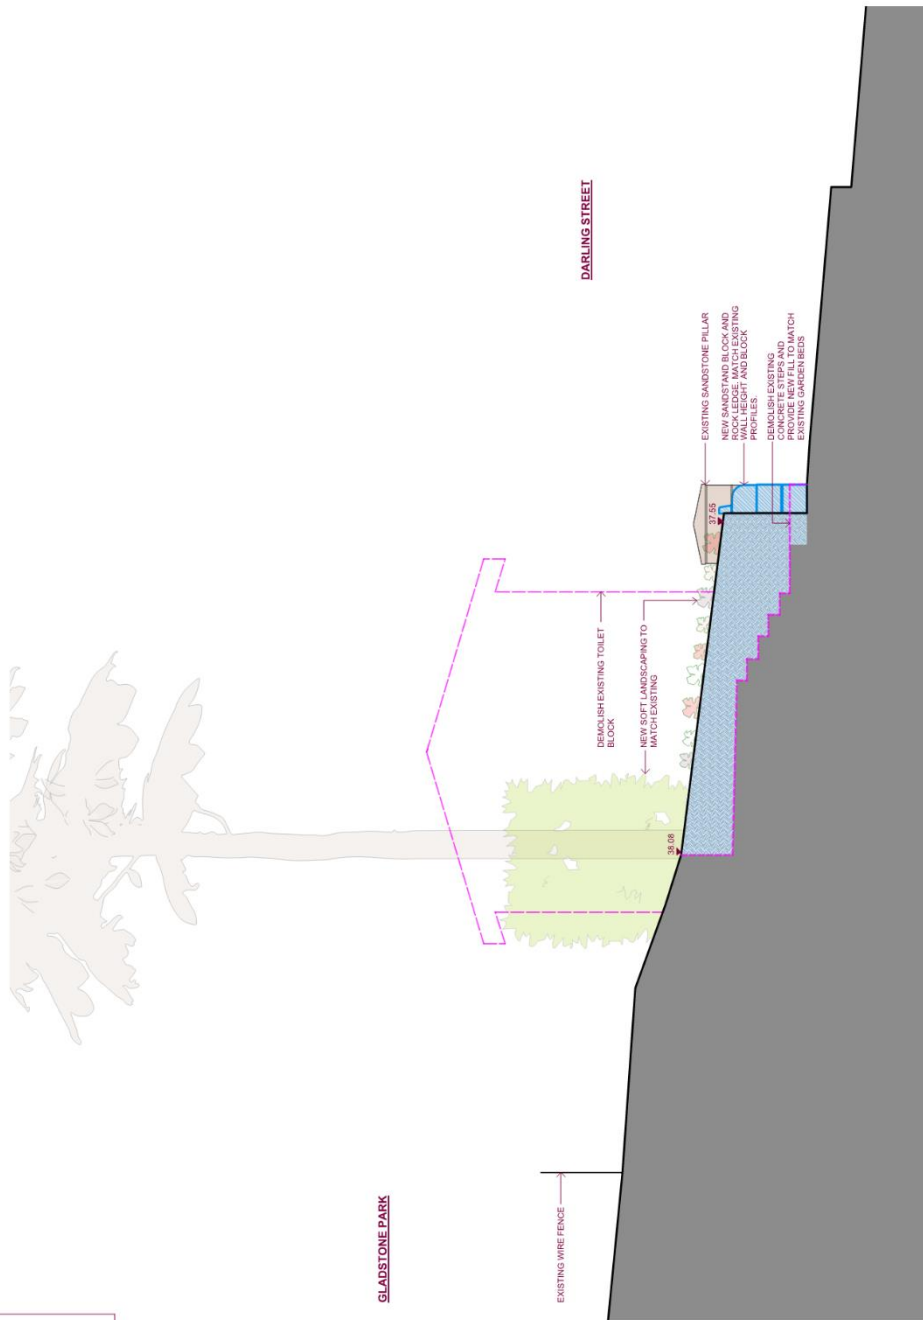 GLADSTONE PARK
EXISTING WIRE FENCE
38.08
DEMOLISH EXISTING TOILET
BLOCK
NEW SOFT LANDSCAPING TO
MATCH EXISTING
37.55
DARLING STREET
EXISTING SANDSTONE PILLAR
NEW SANDSTAND BLOCK AND
ROCK LEDGE. MATCH EXISTING
WALL HEIGHT AND BLOCK
PROFILES.
DEMOLISH EXISTING
CONCRETE STEPS AND
PROVIDE NEW FILL TO MATCH
EXISTING GARDEN BEDS